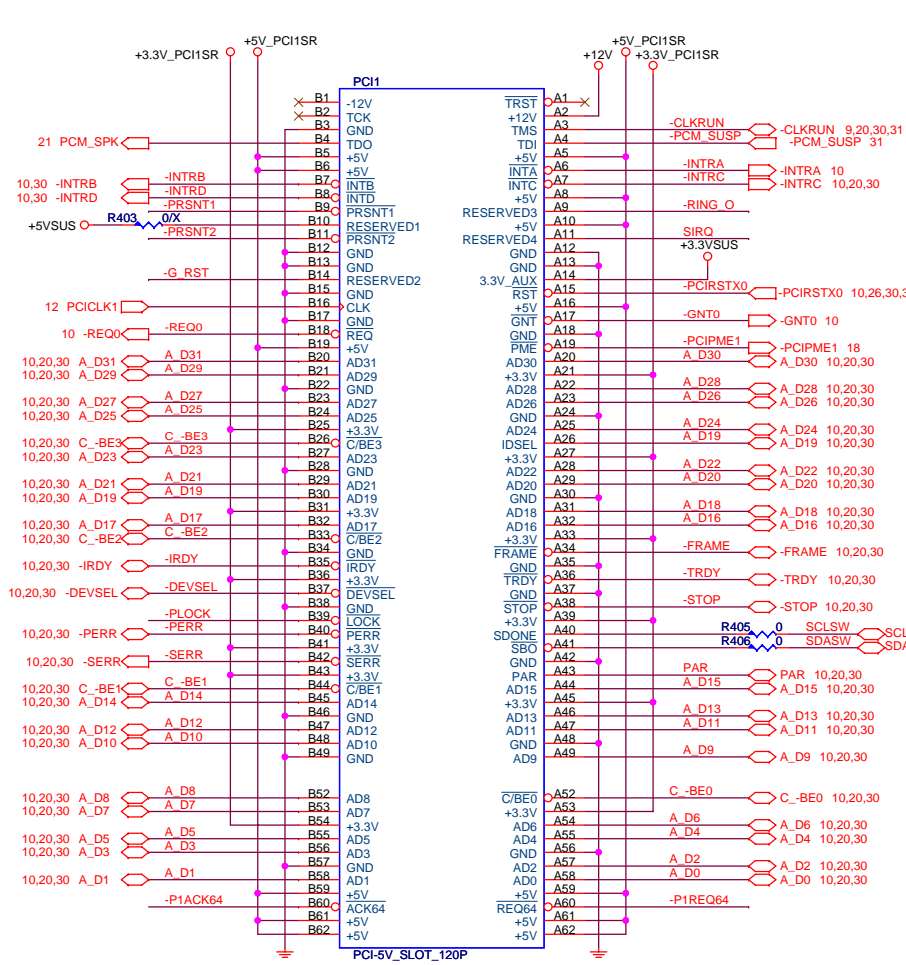 +5V_PCI1SR
+3.3V_PCI1SR
+5V_PCI1SR
+12V
+3.3V_PCI1SR
PCI1
B1 -12V TRST A1
B2 TCK +12V A2
B3 GND TMS A3 -CLKRUN -CLKRUN 9,20,30,31
21 PCM_SPK B4 TDO TDI A4 -PCM_SUSP -PCM_SUSP 31
B5 +5V +5V A5
B6 +5V INTA A6 -INTRA -INTRA 10
10,30 -INTRB -INTRB B7 INTB INTC A7 -INTRC -INTRC 10,20,30
10,30 -INTRD -INTRD B8 INTD +5V A8
-PRSNT1 B9 PRSNT1 RESERVED3 A9 -RING_O
+5VSUS R403 0/X B10 RESERVED1 +5V A10
-PRSNT2 B11 PRSNT2 RESERVED4 A11 SIRQ
+3.3VSUS
B12 GND GND A12
B13 GND GND A13
-G_RST B14 RESERVED2 3.3V_AUX A14
B15 GND RST A15 -PCIRSTX0 -PCIRSTX0 10,26,30,3
12 PCICLK1 B16 CLK +5V A16
B17 GND GNT A17 -GNT0 -GNT0 10
10 -REQ0 -REQ0 B18 REQ GND A18
B19 +5V PME A19 -PCIPME1 -PCIPME1 18
10,20,30 A_D31 A_D31 B20 AD31 AD30 A20 A_D30 A_D30 10,20,30
10,20,30 A_D29 A_D29 B21 AD29 +3.3V A21
B22 GND AD28 A22 A_D28 A_D28 10,20,30
10,20,30 A_D27 A_D27 B23 AD27 AD26 A23 A_D26 A_D26 10,20,30
10,20,30 A_D25 A_D25 B24 AD25 GND A24
B25 +3.3V AD24 A25 A_D24 A_D24 10,20,30
10,20,30 C_-BE3 C_-BE3 B26 C/BE3 IDSEL A26 A_D19 A_D19 10,20,30
10,20,30 A_D23 A_D23 B27 AD23 +3.3V A27
B28 GND AD22 A28 A_D22 A_D22 10,20,30
10,20,30 A_D21 A_D21 B29 AD21 AD20 A29 A_D20 A_D20 10,20,30
10,20,30 A_D19 A_D19 B30 AD19 GND A30
B31 +3.3V AD18 A31 A_D18 A_D18 10,20,30
10,20,30 A_D17 A_D17 B32 AD17 AD16 A32 A_D16 A_D16 10,20,30
10,20,30 C_-BE2 C_-BE2 B33 C/BE2 +3.3V A33
B34 GND FRAME A34 -FRAME -FRAME 10,20,30
10,20,30 -IRDY -IRDY B35 IRDY GND A35
B36 +3.3V TRDY A36 -TRDY -TRDY 10,20,30
10,20,30 -DEVSEL -DEVSEL B37 DEVSEL GND A37
B38 GND STOP A38 -STOP -STOP 10,20,30
-PLOCK B39 LOCK +3.3V A39
10,20,30 -PERR -PERR B40 PERR SDONE A40 R405 0 SCLSW SCL
B41 +3.3V SBO A41 R406 0 SDASW SDA
10,20,30 -SERR -SERR B42 SERR GND A42
B43 +3.3V PAR A43 PAR PAR 10,20,30
10,20,30 C_-BE1 C_-BE1 B44 C/BE1 AD15 A44 A_D15 A_D15 10,20,30
10,20,30 A_D14 A_D14 B45 AD14 +3.3V A45
B46 GND AD13 A46 A_D13 A_D13 10,20,30
10,20,30 A_D12 A_D12 B47 AD12 AD11 A47 A_D11 A_D11 10,20,30
10,20,30 A_D10 A_D10 B48 AD10 GND A48
B49 GND AD9 A49 A_D9 A_D9 10,20,30
10,20,30 A_D8 A_D8 B52 AD8 C/BE0 A52 C_-BE0 C_-BE0 10,20,30
10,20,30 A_D7 A_D7 B53 AD7 +3.3V A53
B54 +3.3V AD6 A54 A_D6 A_D6 10,20,30
10,20,30 A_D5 A_D5 B55 AD5 AD4 A55 A_D4 A_D4 10,20,30
10,20,30 A_D3 A_D3 B56 AD3 GND A56
B57 GND AD2 A57 A_D2 A_D2 10,20,30
10,20,30 A_D1 A_D1 B58 AD1 AD0 A58 A_D0 A_D0 10,20,30
B59 +5V +5V A59
-P1ACK64 B60 ACK64 REQ64 A60 -P1REQ64
B61 +5V +5V A61
B62 +5V +5V A62
PCI-5V_SLOT_120P